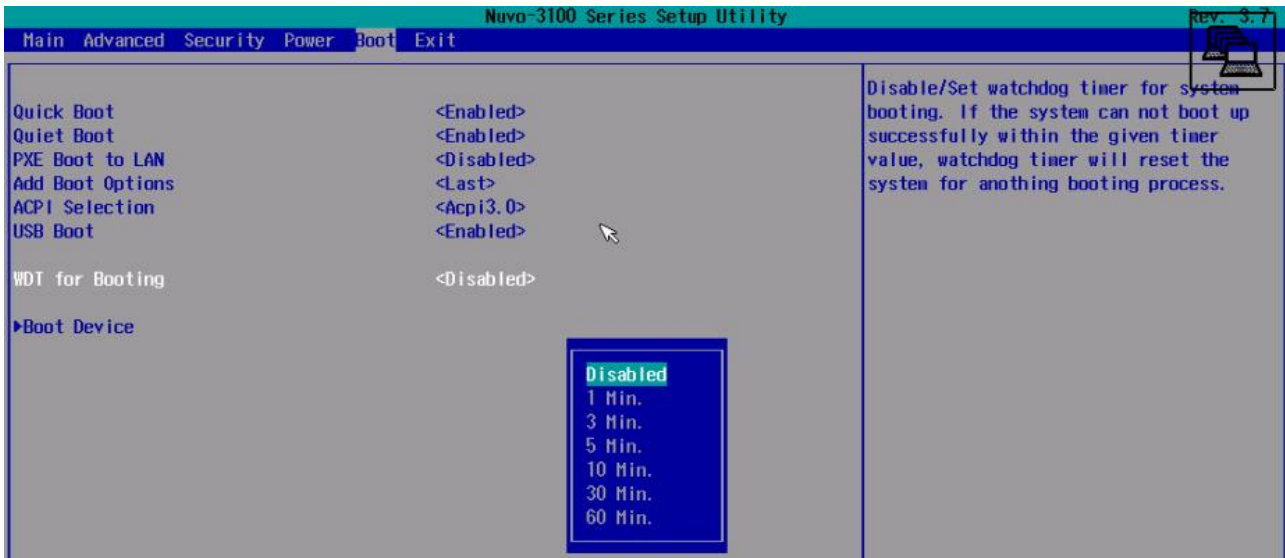 Nuvo-3100 Series Setup Utility Rev. 3.7
Main Advanced Security Power Boot Exit
Quick Boot <Enabled>
Quiet Boot <Enabled>
PXE Boot to LAN <Disabled>
Add Boot Options <Last>
ACPI Selection <Acpi3.0>
USB Boot <Enabled>
WDT for Booting <Disabled>
▶Boot Device
Disabled
1 Min.
3 Min.
5 Min.
10 Min.
30 Min.
60 Min.
Disable/Set watchdog timer for system
booting. If the system can not boot up
successfully within the given timer
value, watchdog timer will reset the
system for anothing booting process.